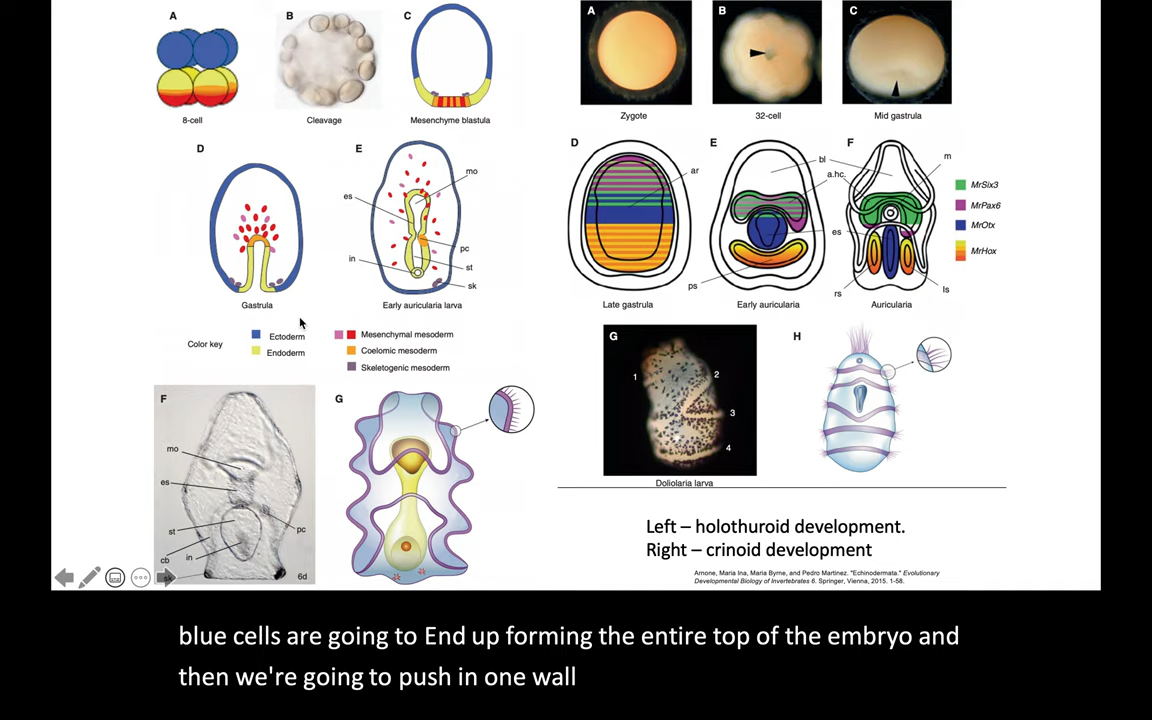 A
B
C
8-cell
Cleavage
Mesenchyme blastula
D
E
mo
es
pc
in
st
sk
Gastrula
Early auricularia larva
Color key
Ectoderm
Endoderm
Mesenchymal mesoderm
Coelomic mesoderm
Skeletogenic mesoderm
F
G
mo
es
st
pc
cb
in
sk
6d
A
B
C
Zygote
32-cell
Mid gastrula
D
E
F
bl
m
ar
a.hc.
es
ps
rs
ls
MrSix3
MrPax6
MrOtx
MrHox
Late gastrula
Early auricularia
Auricularia
G
H
1
2
3
4
Doliolaria larva
Left – holothuroid development.
Right – crinoid development
Arnone, Maria Ina, Maria Byrne, and Pedro Martinez. "Echinodermata." Evolutionary
Developmental Biology of Invertebrates 6. Springer, Vienna, 2015. 1-58.
blue cells are going to End up forming the entire top of the embryo and
then we're going to push in one wall